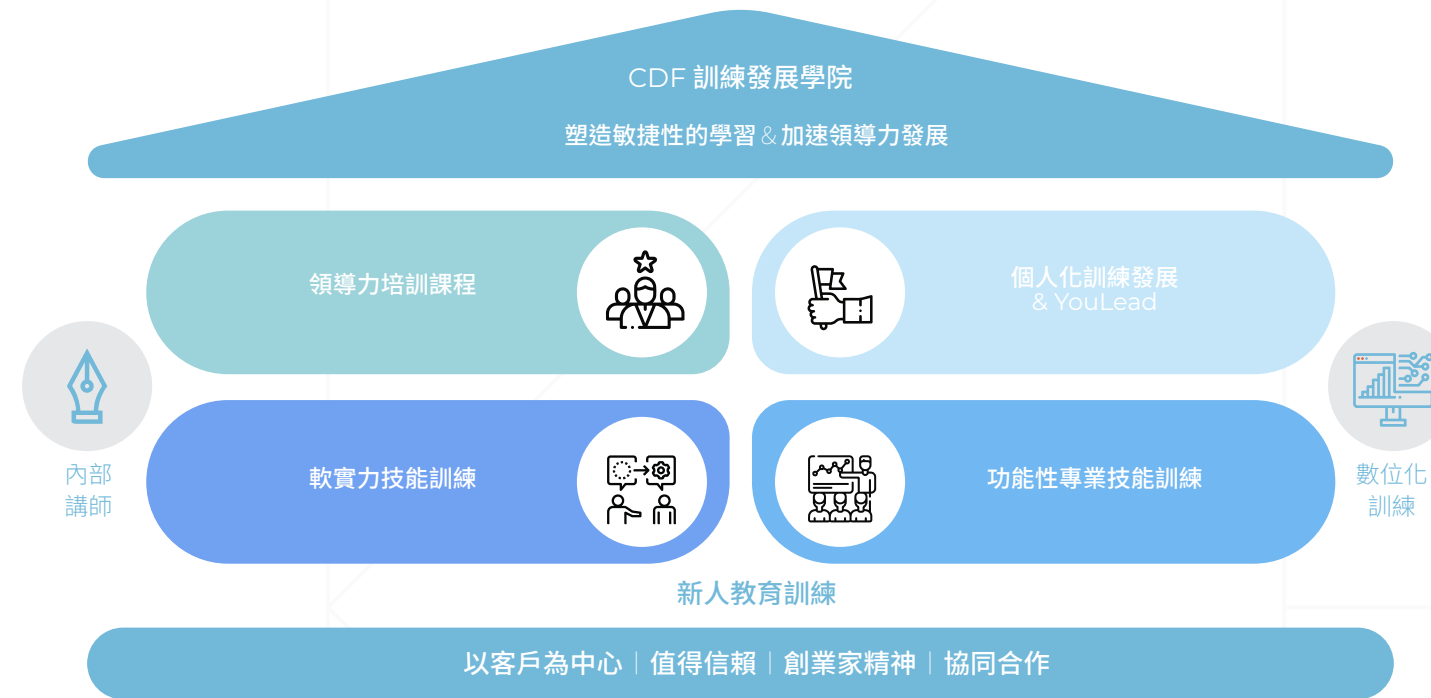 CDF 訓練發展學院
塑造敏捷性的學習 & 加速領導力發展
領導力培訓課程
個人化訓練發展
& YouLead
內部
講師
軟實力技能訓練
功能性專業技能訓練
數位化
訓練
新人教育訓練
以客戶為中心 | 值得信賴 | 創業家精神 | 協同合作